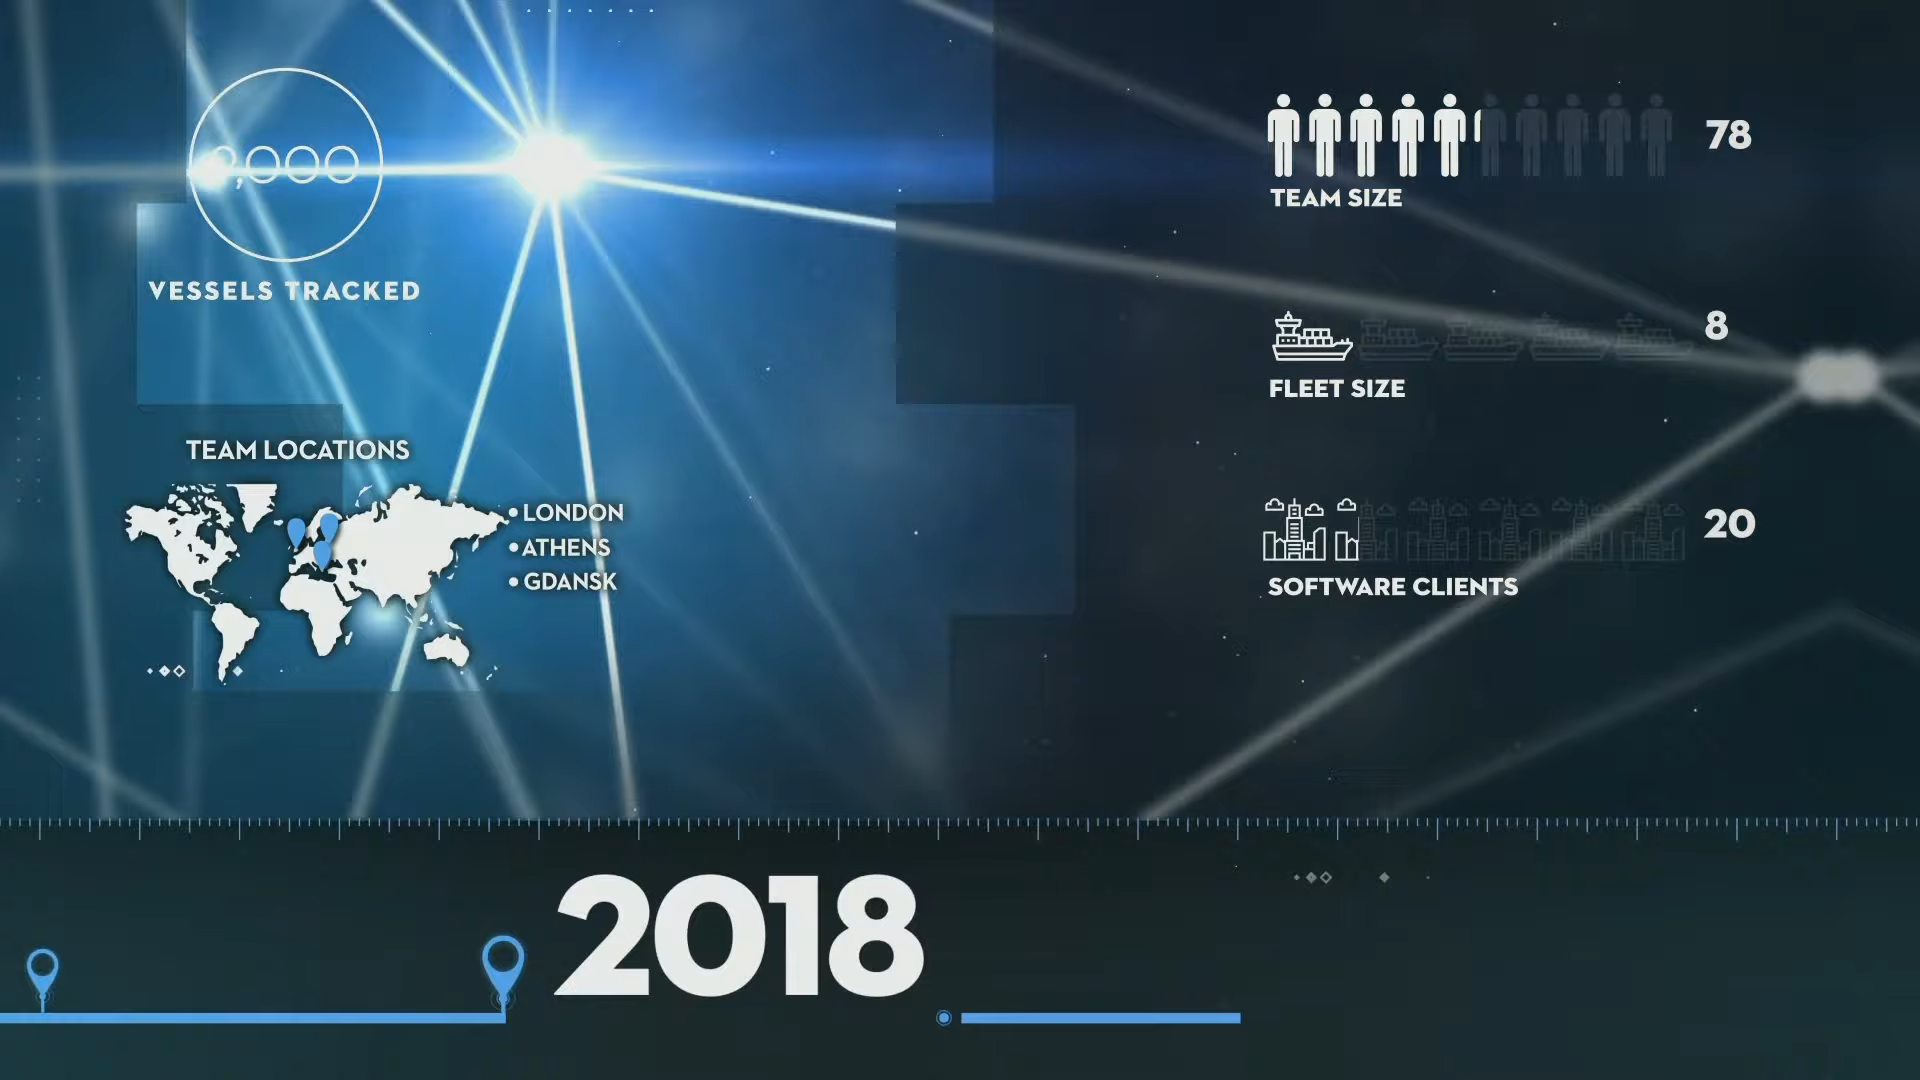 VESSELS TRACKED
TEAM LOCATIONS
• LONDON
• ATHENS
• GDANSK
78
TEAM SIZE
8
FLEET SIZE
20
SOFTWARE CLIENTS
2018